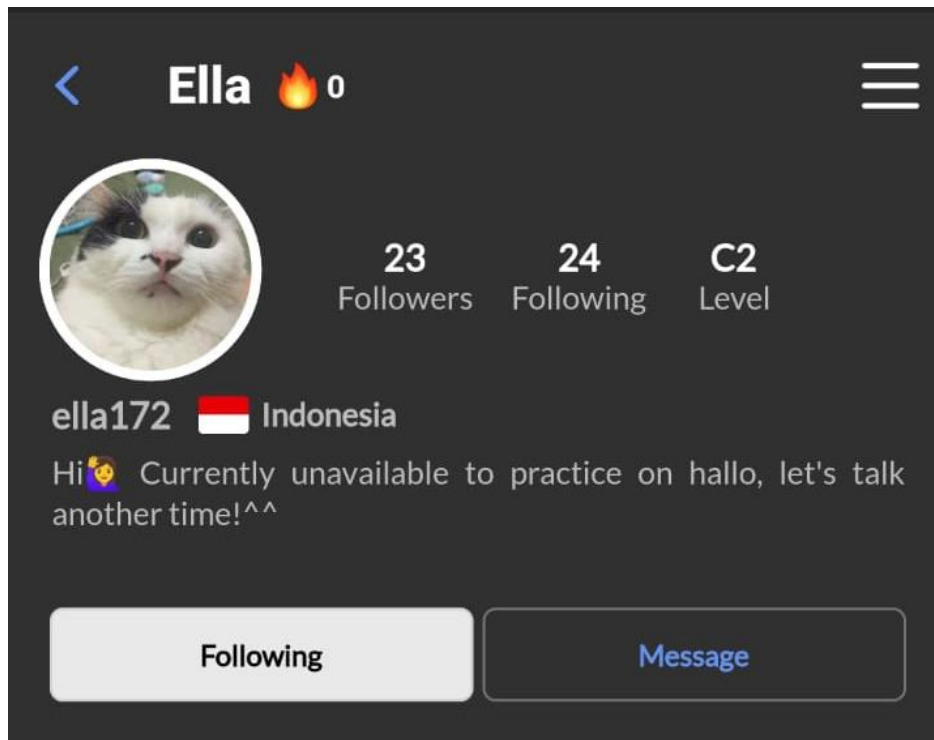 Ella 🔥 0
23 24 C2
Followers Following Level
ella172 Indonesia
Hi🙋‍♀️ Currently unavailable to practice on hallo, let's talk
another time!^^
Following Message